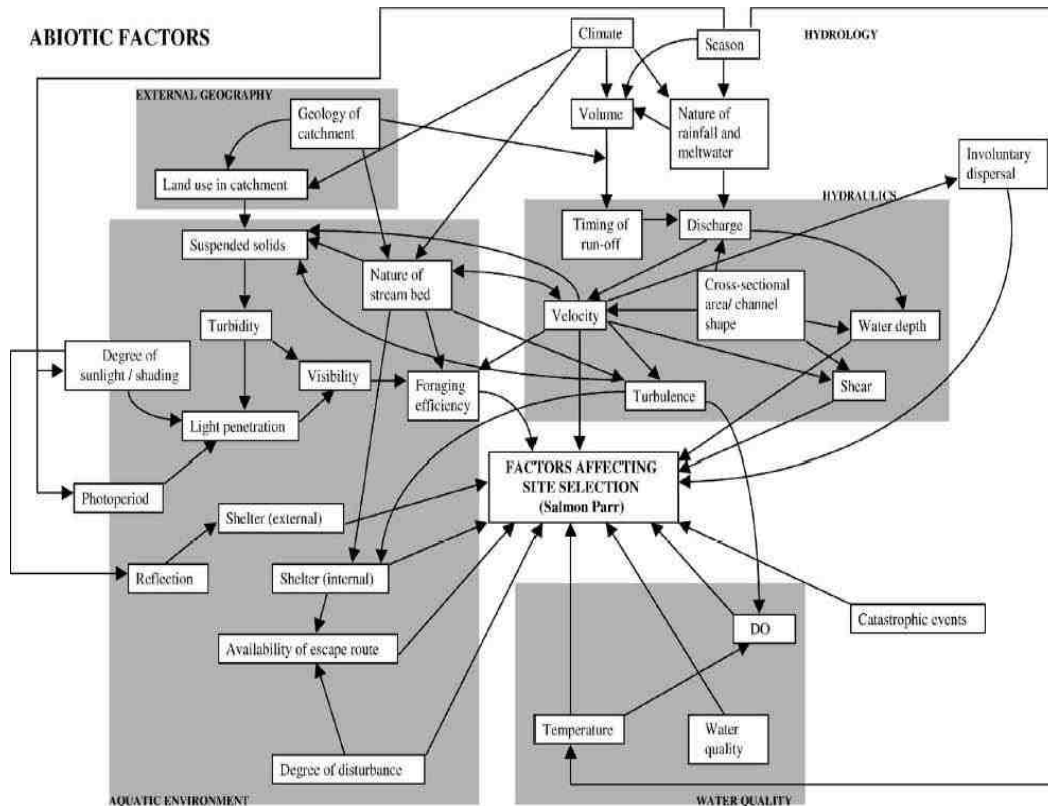 ABIOTIC FACTORS
Climate
Season
HYDROLOGY
EXTERNAL GEOGRAPHY
Geology of
catchment
Volume
Nature of
rainfall and
meltwater
Involuntary
dispersal
Land use in catchment
HYDRAULICS
Timing of
run-off
Discharge
Suspended solids
Nature of
stream bed
Cross-sectional
area/ channel
shape
Velocity
Water depth
Turbidity
Degree of
sunlight / shading
Visibility
Foraging
efficiency
Turbulence
Shear
Light penetration
FACTORS AFFECTING
SITE SELECTION
(Salmon Parr)
Photoperiod
Shelter (external)
Reflection
Shelter (internal)
Catastrophic events
DO
Availability of escape route
Temperature
Water
quality
Degree of disturbance
AQUATIC ENVIRONMENT
WATER QUALITY